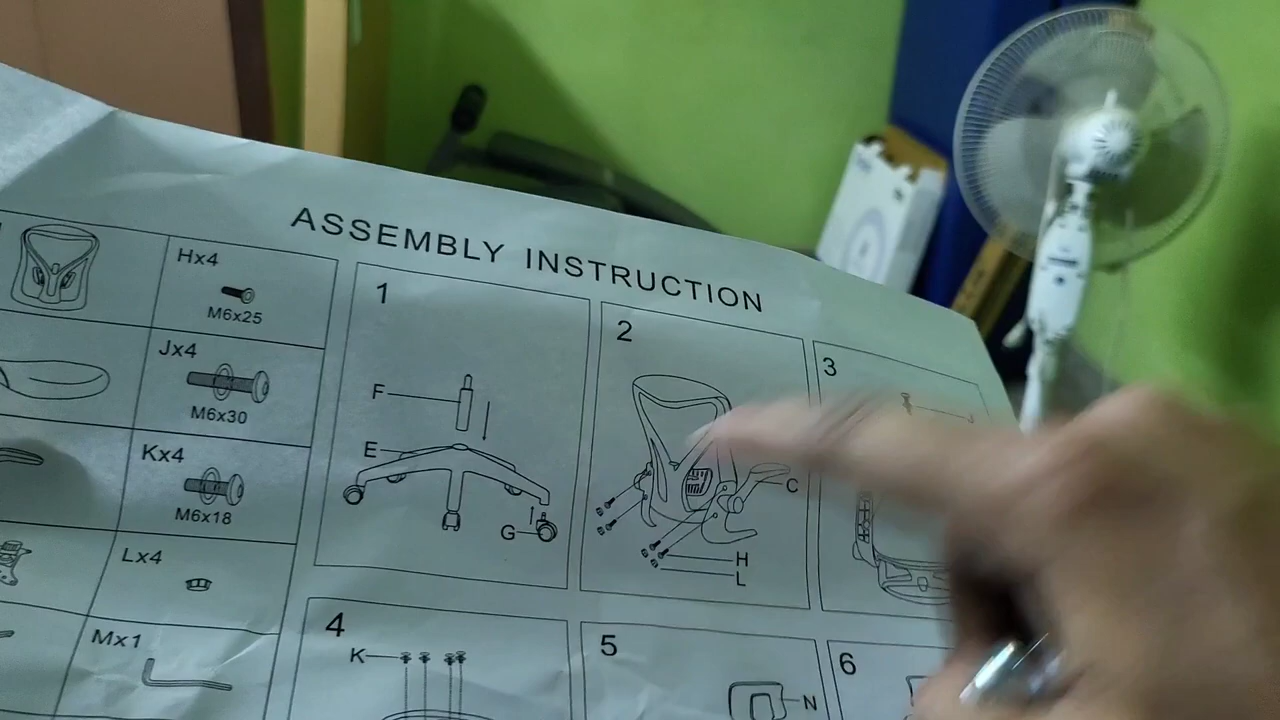 ASSEMBLY INSTRUCTION
Hx4
M6x25
Jx4
M6x30
Kx4
M6x18
Lx4
Mx1
1
F
E
G
2
C
H
L
3
4
K
5
N
6